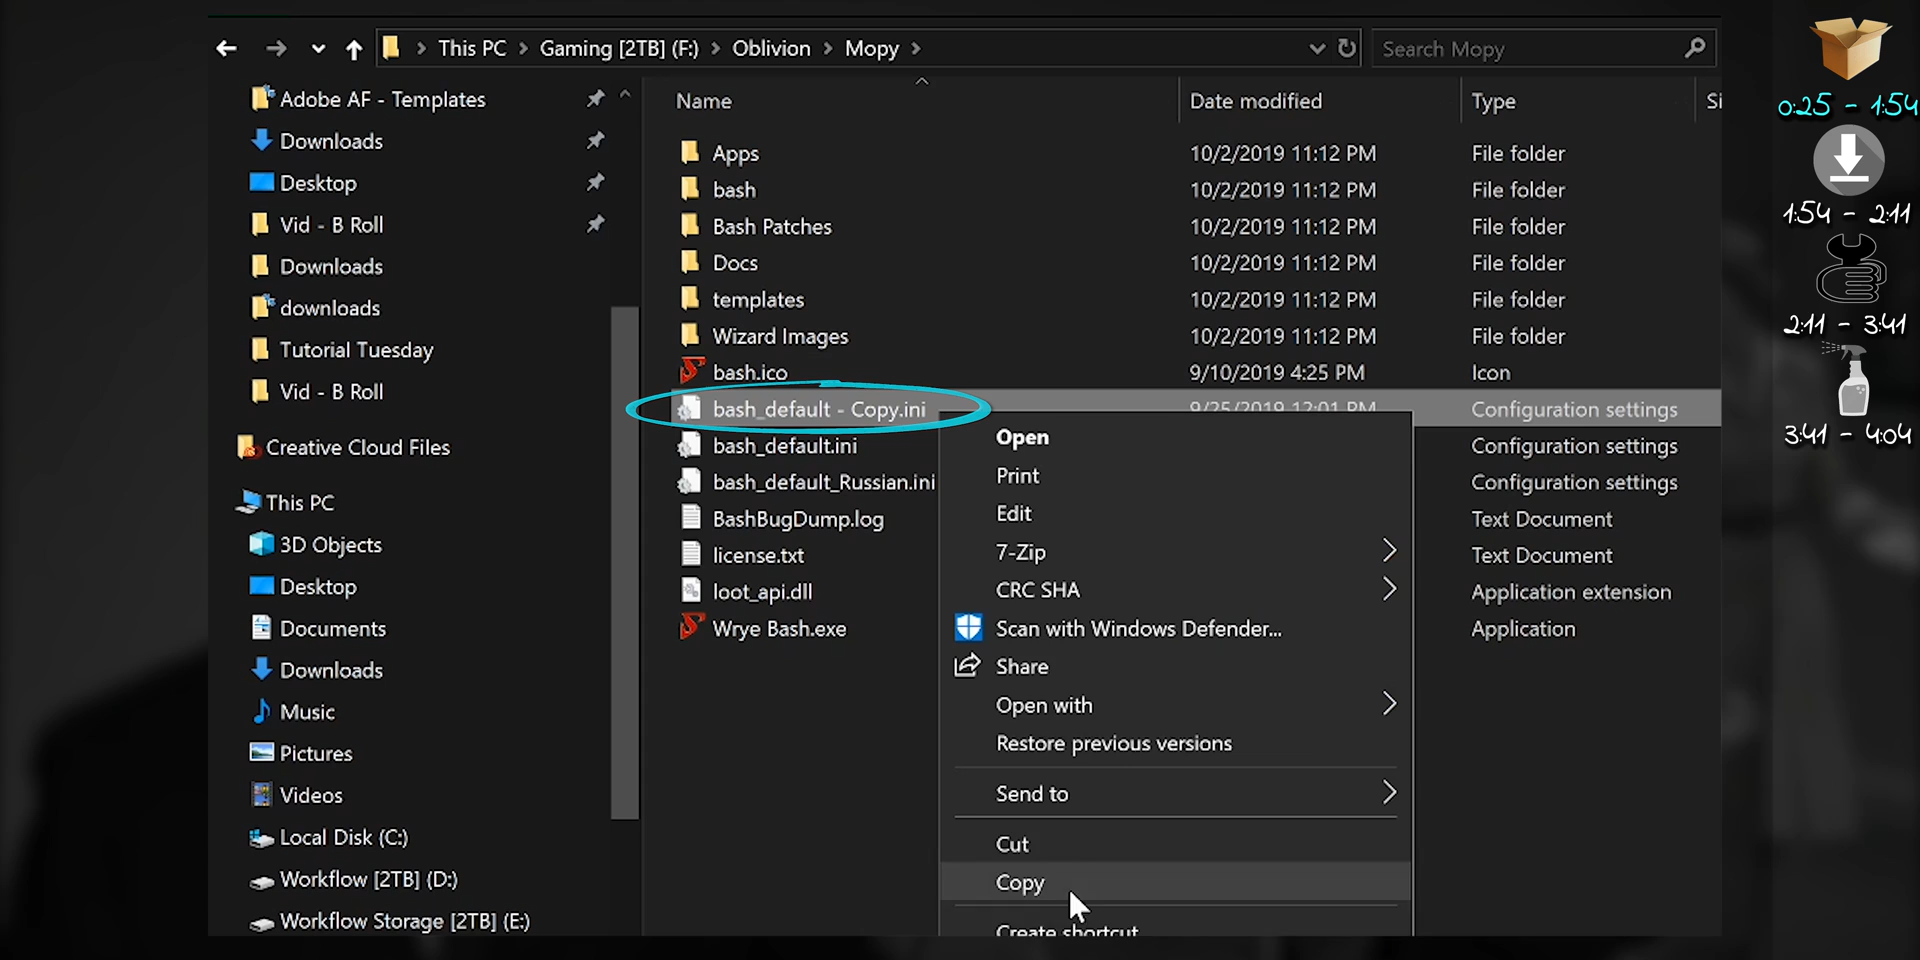 This PC > Gaming [2TB] (F:) > Oblivion > Mopy >
Search Mopy
Adobe AF - Templates
Downloads
Desktop
Vid - B Roll
Downloads
downloads
Tutorial Tuesday
Vid - B Roll
Creative Cloud Files
This PC
3D Objects
Desktop
Documents
Downloads
Music
Pictures
Videos
Local Disk (C:)
Workflow [2TB] (D:)
Workflow Storage [2TB] (E:)
Name Date modified Type Si
Apps 10/2/2019 11:12 PM File folder
bash 10/2/2019 11:12 PM File folder
Bash Patches 10/2/2019 11:12 PM File folder
Docs 10/2/2019 11:12 PM File folder
templates 10/2/2019 11:12 PM File folder
Wizard Images 10/2/2019 11:12 PM File folder
bash.ico 9/10/2019 4:25 PM Icon
bash_default - Copy.ini 9/25/2019 12:01 PM Configuration settings
bash_default.ini Configuration settings
bash_default_Russian.ini Configuration settings
BashBugDump.log Text Document
license.txt Text Document
loot_api.dll Application extension
Wrye Bash.exe Application
Open
Print
Edit
7-Zip
CRC SHA
Scan with Windows Defender...
Share
Open with
Restore previous versions
Send to
Cut
Copy
Create shortcut
0:25 - 1:54
1:54 - 2:11
2:11 - 3:41
3:41 - 4:04